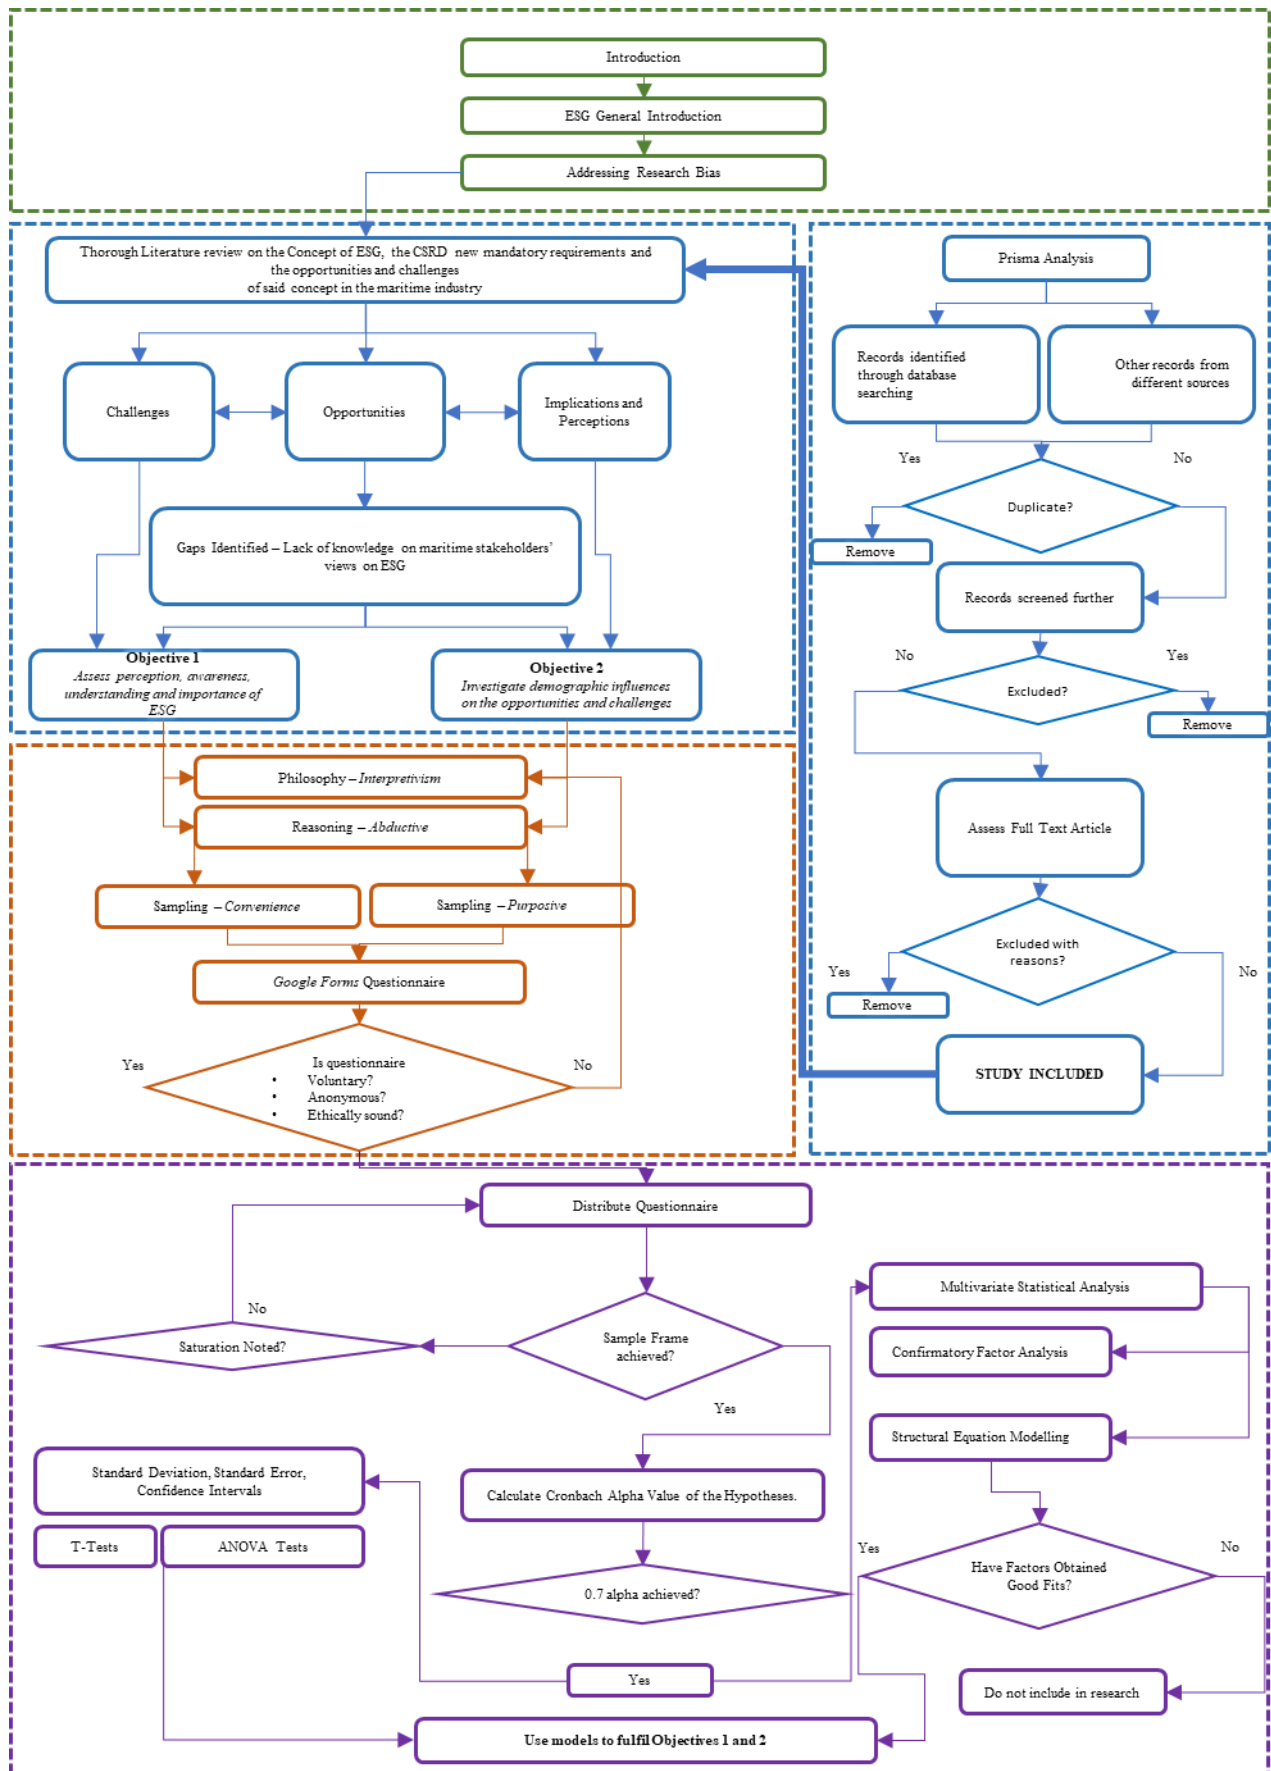 Introduction
ESG General Introduction
Addressing Research Bias
Thorough Literature review on the Concept of ESG, the CSRD new mandatory requirements and
the opportunities and challenges
of said concept in the maritime industry
Challenges
Opportunities
Implications and
Perceptions
Gaps Identified – Lack of knowledge on maritime stakeholders'
views on ESG
Objective 1
Assess perception, awareness,
understanding and importance of
ESG
Objective 2
Investigate demographic influences
on the opportunities and challenges
Prisma Analysis
Records identified
through database
searching
Other records from
different sources
Yes
No
Duplicate?
Remove
Records screened further
No
Yes
Excluded?
Remove
Assess Full Text Article
Excluded with
reasons?
Yes
No
Remove
STUDY INCLUDED
Philosophy – Interpretivism
Reasoning – Abductive
Sampling – Convenience
Sampling – Purposive
Google Forms Questionnaire
Yes
No
Is questionnaire
• Voluntary?
• Anonymous?
• Ethically sound?
Distribute Questionnaire
No
Saturation Noted?
Sample Frame
achieved?
Yes
Multivariate Statistical Analysis
Confirmatory Factor Analysis
Structural Equation Modelling
Standard Deviation, Standard Error,
Confidence Intervals
T-Tests
ANOVA Tests
Calculate Cronbach Alpha Value of the Hypotheses.
0.7 alpha achieved?
Yes
No
Have Factors Obtained
Good Fits?
Yes
Do not include in research
Use models to fulfil Objectives 1 and 2